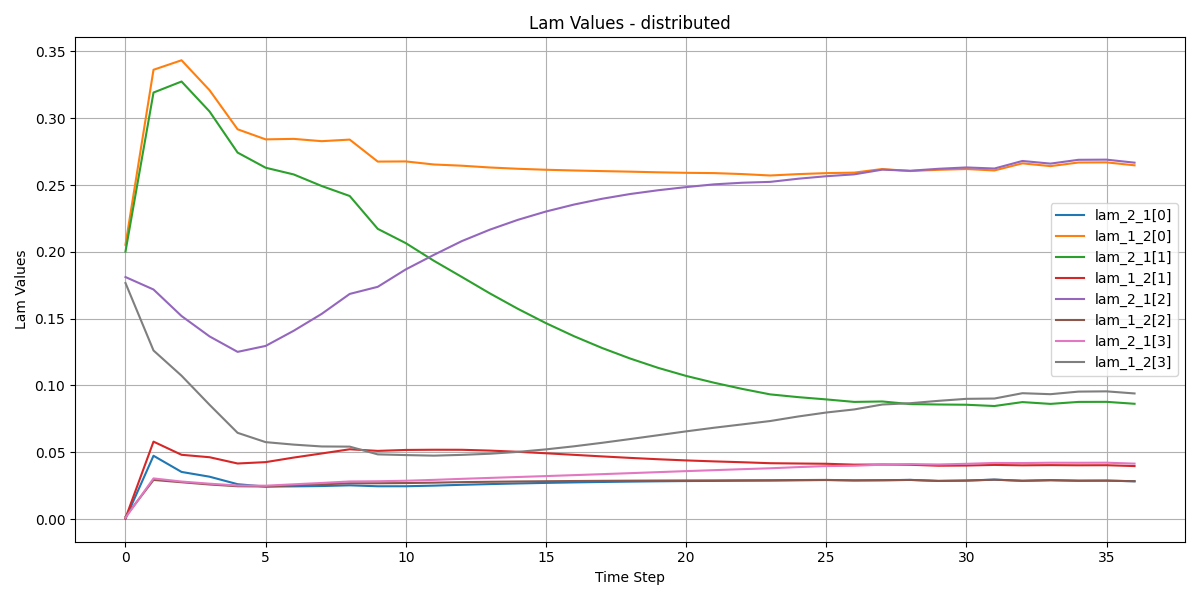 Lam Values - distributed
Lam Values
0.35
0.30
0.25
0.20
0.15
0.10
0.05
0.00
lam_2_1[0]
lam_1_2[0]
lam_2_1[1]
lam_1_2[1]
lam_2_1[2]
lam_1_2[2]
lam_2_1[3]
lam_1_2[3]
0 5 10 15 20 25 30 35
Time Step